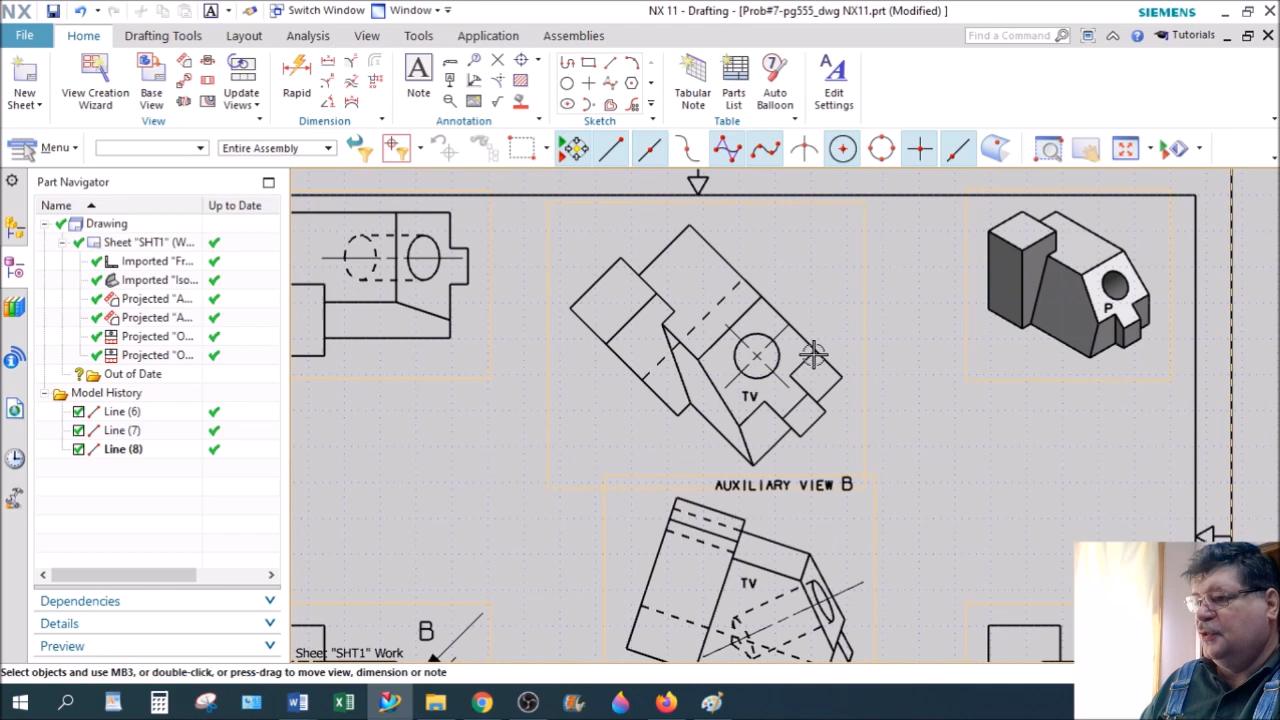 NX
Switch Window
Window
NX 11 - Drafting - [Prob#7-pg555_dwg NX11.prt (Modified) ]
SIEMENS
File
Home
Drafting Tools
Layout
Analysis
View
Tools
Application
Assemblies
Find a Command
Tutorials
New Sheet
View Creation Wizard
Base View
Update Views
Rapid
Note
Tabular Note
Parts List
Auto Balloon
Edit Settings
View
Dimension
Annotation
Sketch
Table
Menu
Entire Assembly
Part Navigator
Name
Up to Date
Drawing
Sheet "SHT1" (W...
Imported "Fr...
Imported "Iso...
Projected "A...
Projected "A...
Projected "O...
Projected "O...
Out of Date
Model History
Line (6)
Line (7)
Line (8)
Dependencies
Details
Preview
TV
AUXILIARY VIEW B
TV
P
B
Sheet "SHT1" Work
Select objects and use MB3, or double-click, or press-drag to move view, dimension or note